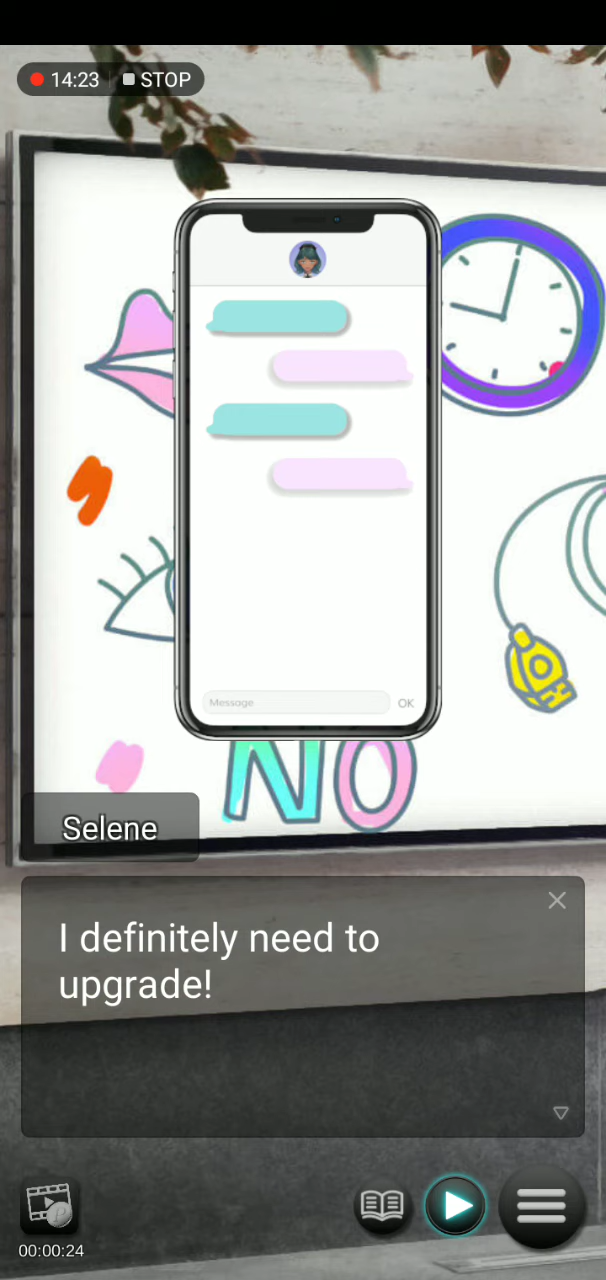 14:23 STOP
Message OK
NO
Selene
I definitely need to
upgrade!
00:00:24